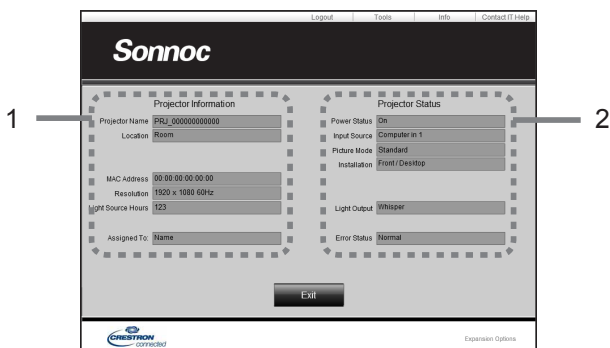 Logout Tools Info Contact IT Help
Sonnoc
1
2
Projector Information
Projector Name PRJ_000000000000
Location Room
MAC Address 00:00:00:00:00:00
Resolution 1920 x 1080 60Hz
ight Source Hours 123
Assigned To: Name
Projector Status
Power Status On
Input Source Computer in 1
Picture Mode Standard
Installation Front / Desktop
Light Output Whisper
Error Status Normal
Exit
CRESTRON
connected
Expansion Options